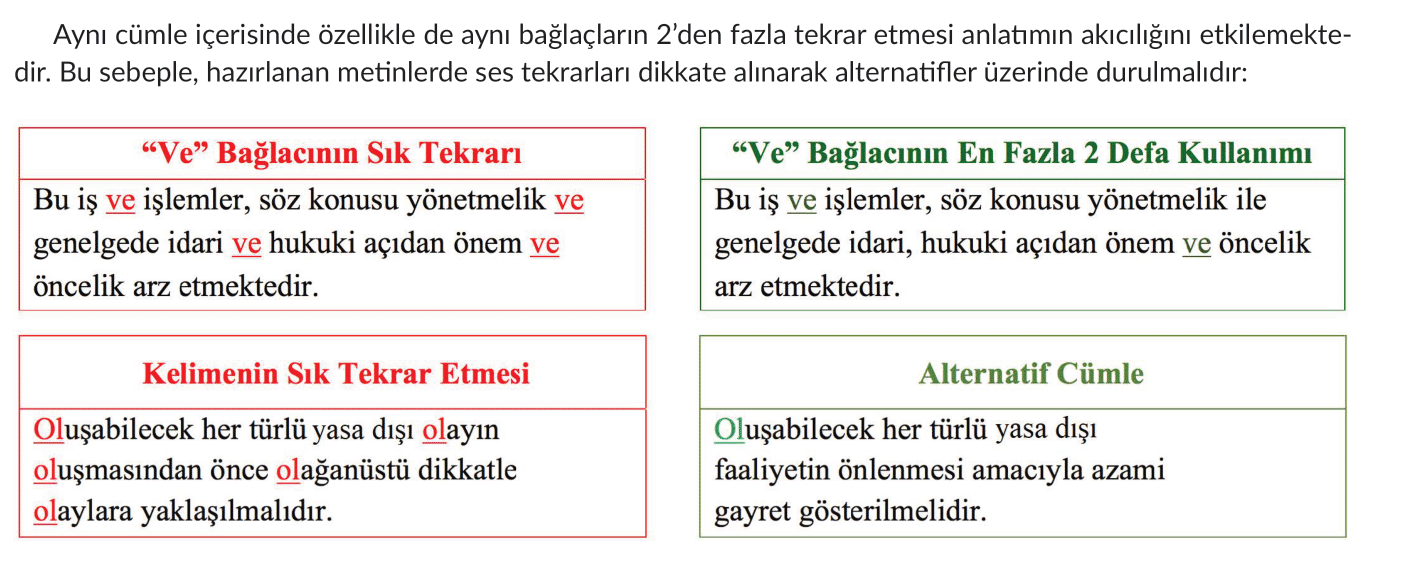 Aynı cümle içerisinde özellikle de aynı bağlaçların 2’den fazla tekrar etmesi anlatımın akıcılığını etkilemekte-
dir. Bu sebeple, hazırlanan metinlerde ses tekrarları dikkate alınarak alternatifler üzerinde durulmalıdır:
“Ve” Bağlacının Sık Tekrarı
Bu iş ve işlemler, söz konusu yönetmelik ve
genelgede idari ve hukuki açıdan önem ve
öncelik arz etmektedir.
“Ve” Bağlacının En Fazla 2 Defa Kullanımı
Bu iş ve işlemler, söz konusu yönetmelik ile
genelgede idari, hukuki açıdan önem ve öncelik
arz etmektedir.
Kelimenin Sık Tekrar Etmesi
Oluşabilecek her türlü yasa dışı olayın
oluşmasından önce olağanüstü dikkatle
olaylara yaklaşılmalıdır.
Alternatif Cümle
Oluşabilecek her türlü yasa dışı
faaliyetin önlenmesi amacıyla azami
gayret gösterilmelidir.